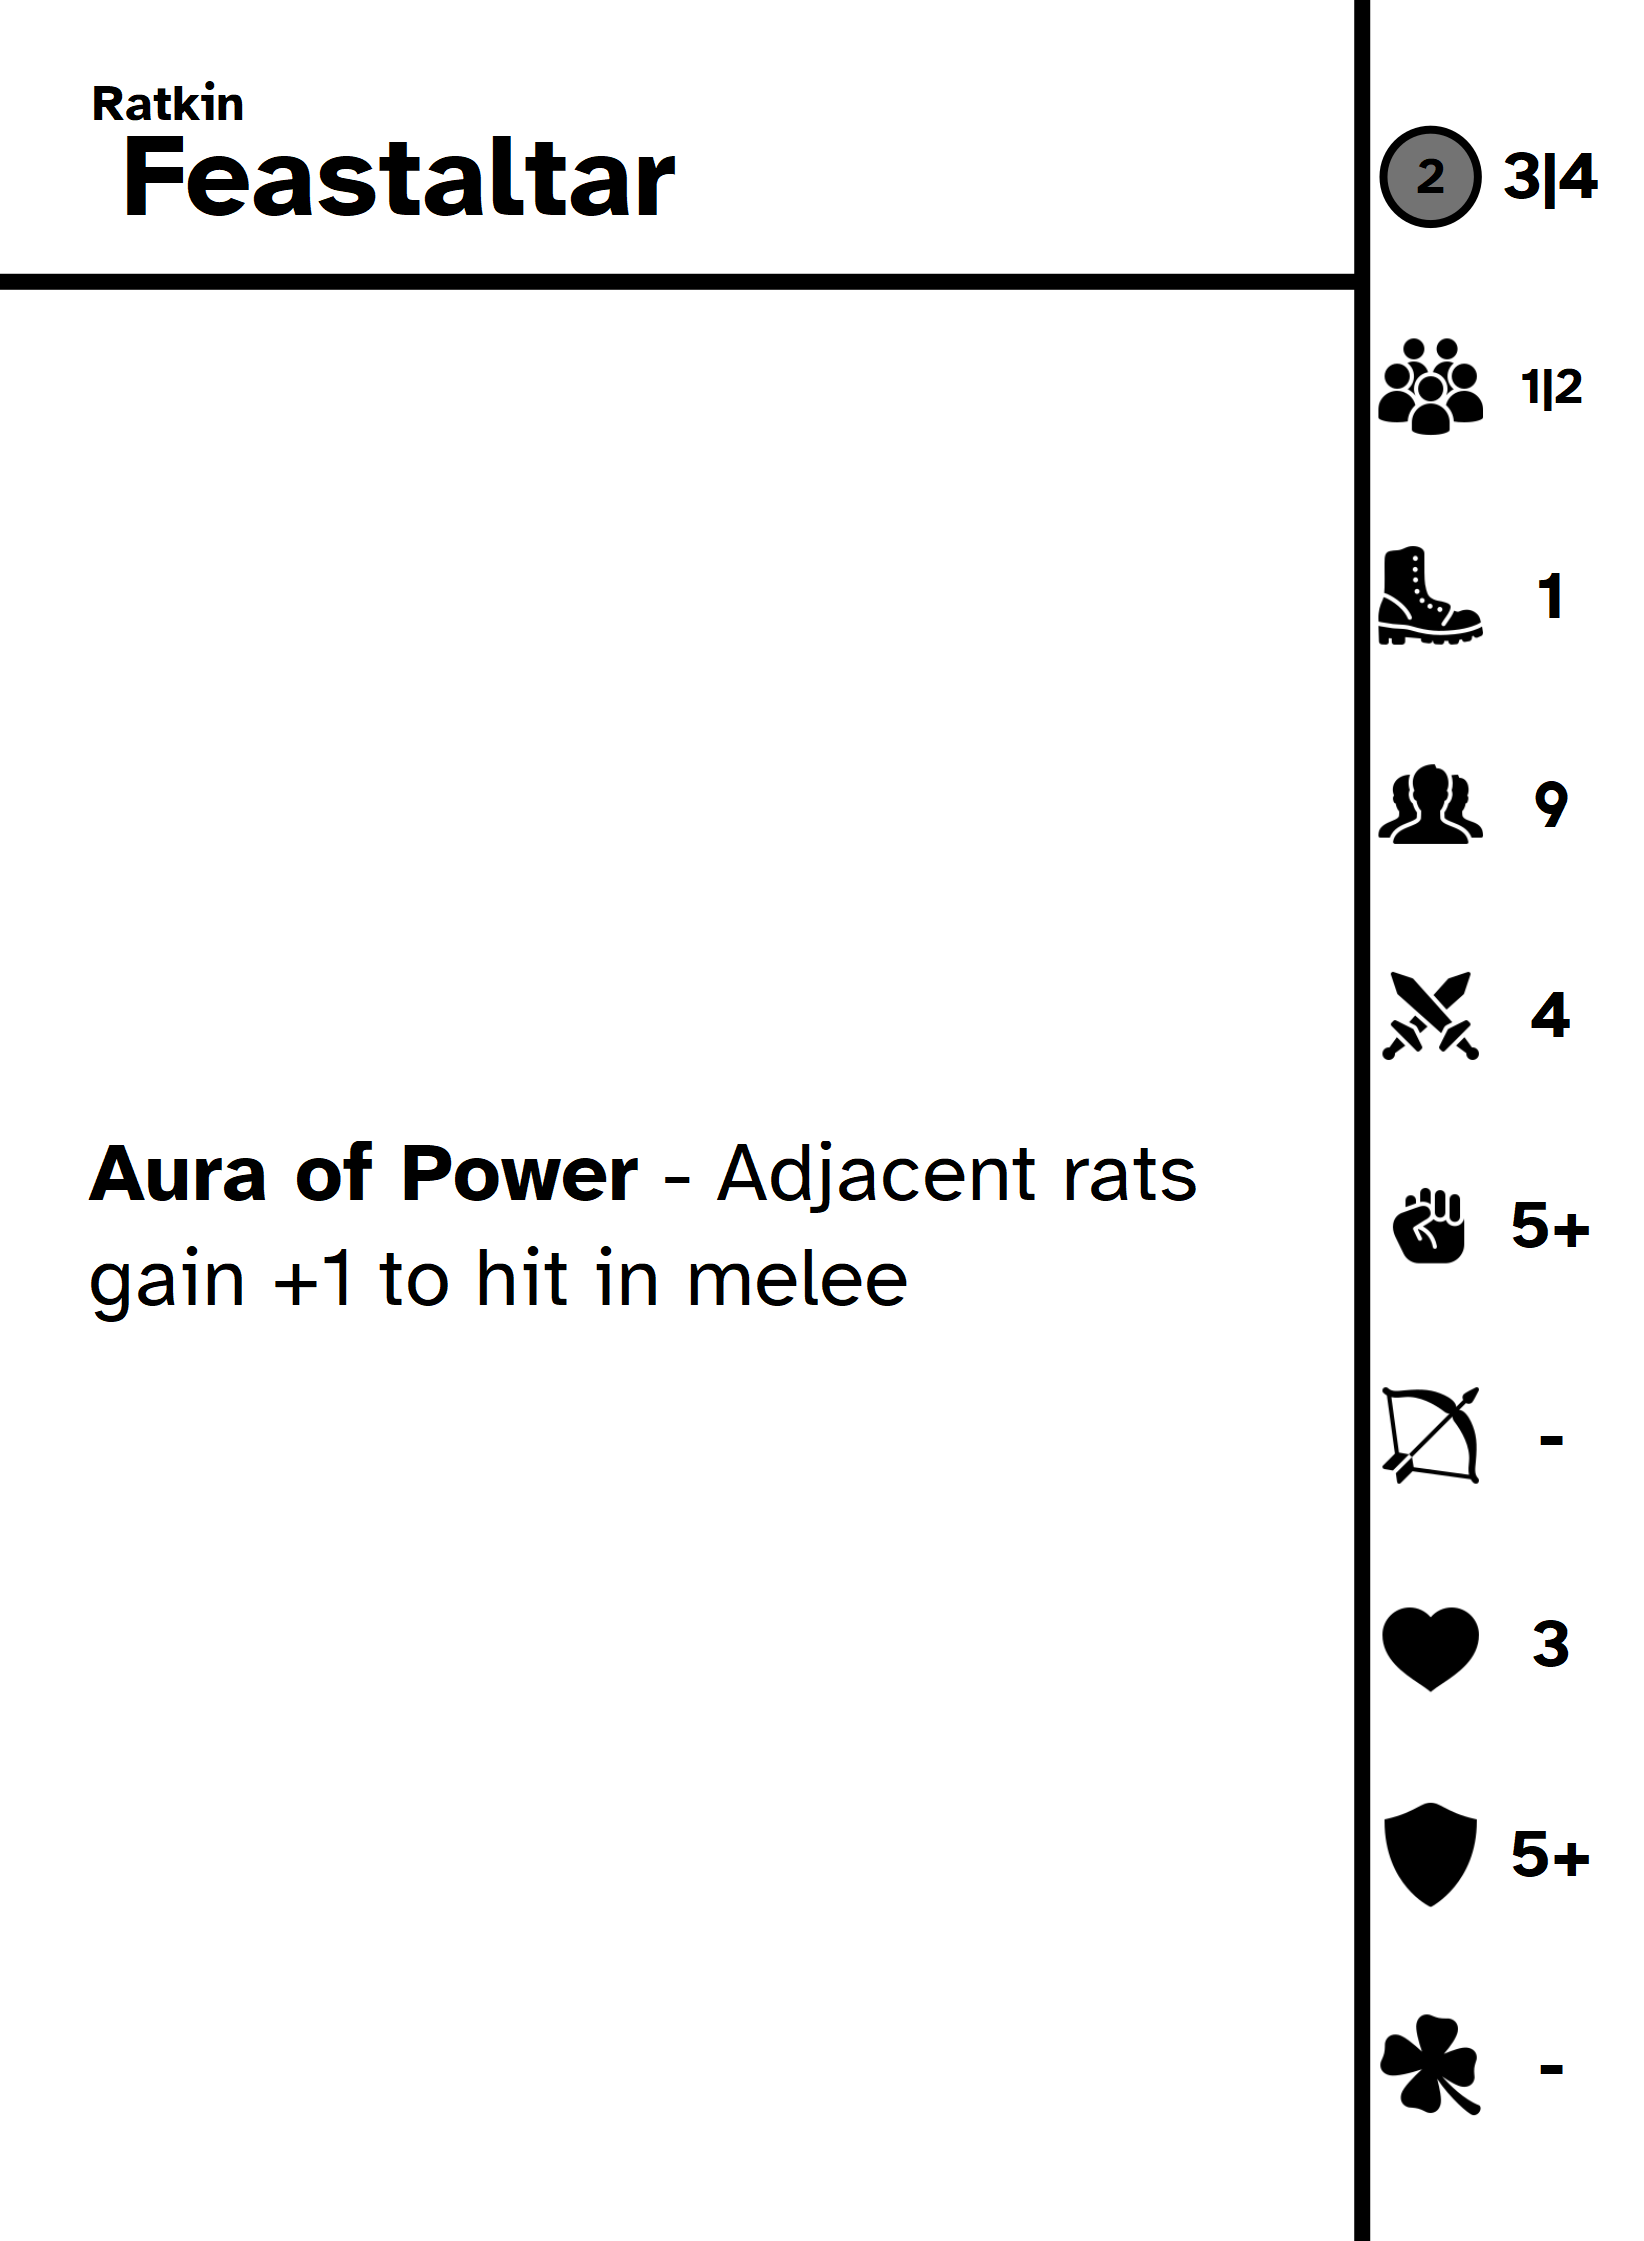 Ratkin
Feastaltar
2 3|4
1|2
1
9
4
Aura of Power - Adjacent rats
gain +1 to hit in melee
5+
-
3
5+
-